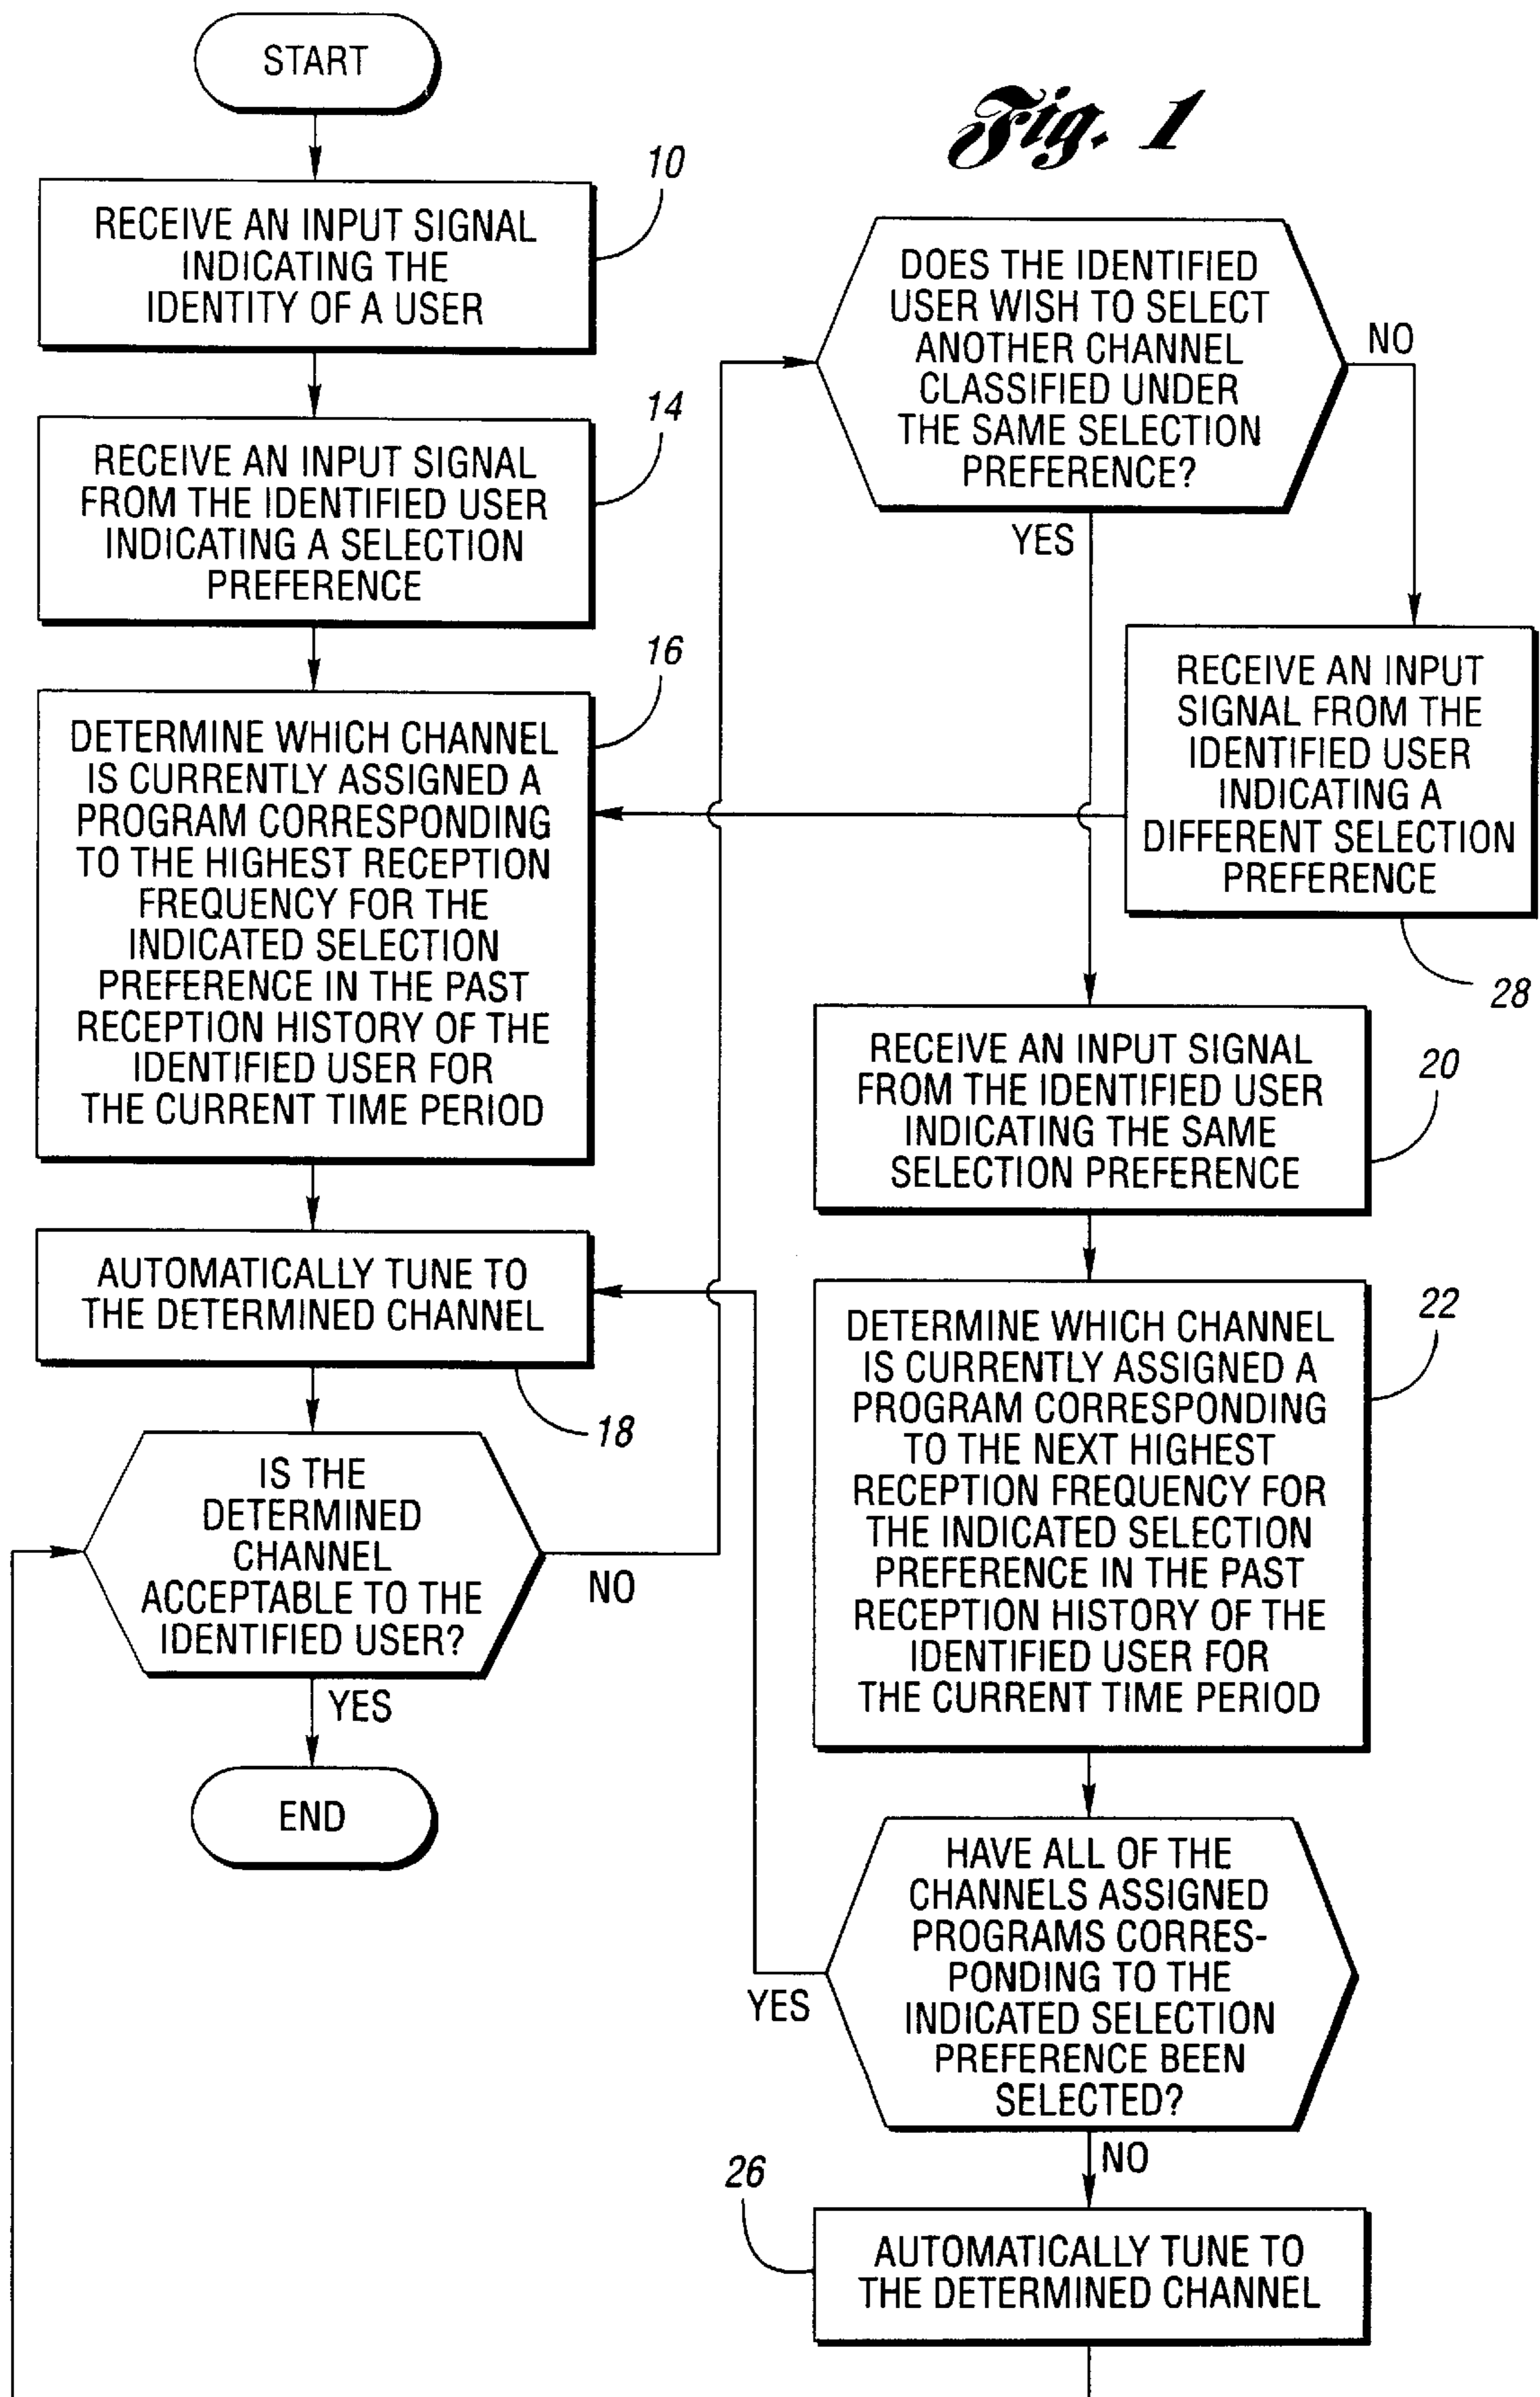 START
Fig. 1
10
RECEIVE AN INPUT SIGNAL
INDICATING THE
IDENTITY OF A USER
14
RECEIVE AN INPUT SIGNAL
FROM THE IDENTIFIED USER
INDICATING A SELECTION
PREFERENCE
16
DETERMINE WHICH CHANNEL
IS CURRENTLY ASSIGNED A
PROGRAM CORRESPONDING
TO THE HIGHEST RECEPTION
FREQUENCY FOR THE
INDICATED SELECTION
PREFERENCE IN THE PAST
RECEPTION HISTORY OF THE
IDENTIFIED USER FOR
THE CURRENT TIME PERIOD
AUTOMATICALLY TUNE TO
THE DETERMINED CHANNEL
18
IS THE
DETERMINED
CHANNEL
ACCEPTABLE TO THE
IDENTIFIED USER?
NO
YES
END
DOES THE IDENTIFIED
USER WISH TO SELECT
ANOTHER CHANNEL
CLASSIFIED UNDER
THE SAME SELECTION
PREFERENCE?
NO
YES
RECEIVE AN INPUT
SIGNAL FROM THE
IDENTIFIED USER
INDICATING A
DIFFERENT SELECTION
PREFERENCE
28
RECEIVE AN INPUT SIGNAL
FROM THE IDENTIFIED USER
INDICATING THE SAME
SELECTION PREFERENCE
20
DETERMINE WHICH CHANNEL
IS CURRENTLY ASSIGNED A
PROGRAM CORRESPONDING
TO THE NEXT HIGHEST
RECEPTION FREQUENCY FOR
THE INDICATED SELECTION
PREFERENCE IN THE PAST
RECEPTION HISTORY OF THE
IDENTIFIED USER FOR
THE CURRENT TIME PERIOD
22
HAVE ALL OF THE
CHANNELS ASSIGNED
PROGRAMS CORRES-
PONDING TO THE
INDICATED SELECTION
PREFERENCE BEEN
SELECTED?
YES
NO
26
AUTOMATICALLY TUNE TO
THE DETERMINED CHANNEL